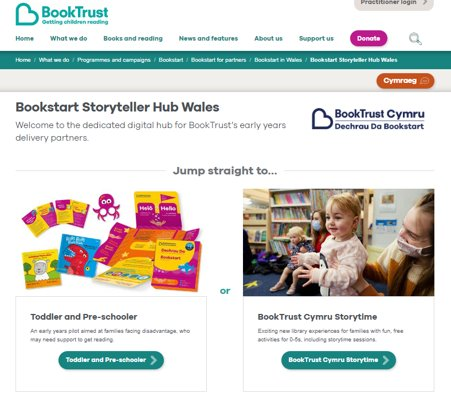 BookTrust
Getting children reading
Practitioner login
Home What we do Books and reading News and features About us Support us Donate
Home / What we do / Programmes and campaigns / Bookstart / Bookstart for partners / Bookstart in Wales / Bookstart Storyteller Hub Wales
Cymraeg
Bookstart Storyteller Hub Wales
Welcome to the dedicated digital hub for BookTrust's early years
delivery partners.
BookTrust Cymru
Dechrau Da Bookstart
Jump straight to...
Helô
Hello
Dechrau Da
Bookstart
or
Toddler and Pre-schooler
An early years pilot aimed at families facing disadvantage, who
may need support to get reading.
Toddler and Pre-schooler
BookTrust Cymru Storytime
Exciting new library experiences for families with fun, free
activities for 0-5s, including storytime sessions.
BookTrust Cymru Storytime